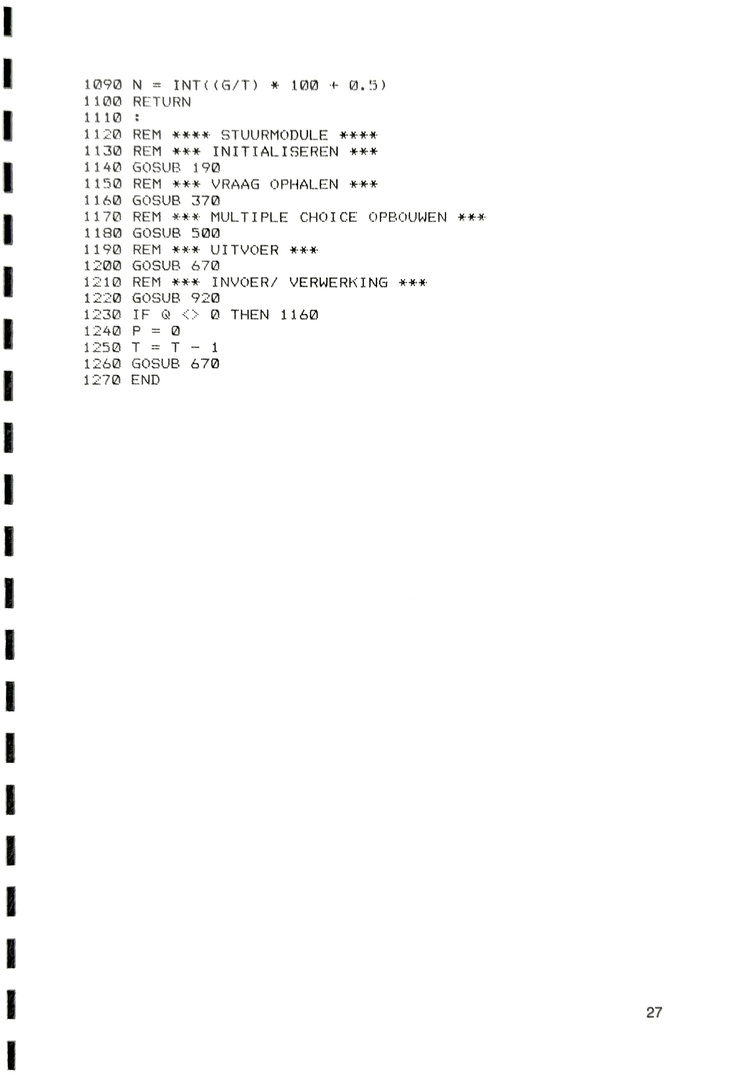 1090 N = INT((G/T) * 100 + 0.5)
1100 RETURN
1110 :
1120 REM **** STUURMODULE ****
1130 REM *** INITIALISEREN ***
1140 GOSUB 190
1150 REM *** VRAAG OPHALEN ***
1160 GOSUB 370
1170 REM *** MULTIPLE CHOICE OPBOUWEN ***
1180 GOSUB 500
1190 REM *** UITVOER ***
1200 GOSUB 670
1210 REM *** INVOER/ VERWERKING ***
1220 GOSUB 920
1230 IF Q <> 0 THEN 1160
1240 P = 0
1250 T = T - 1
1260 GOSUB 670
1270 END
27